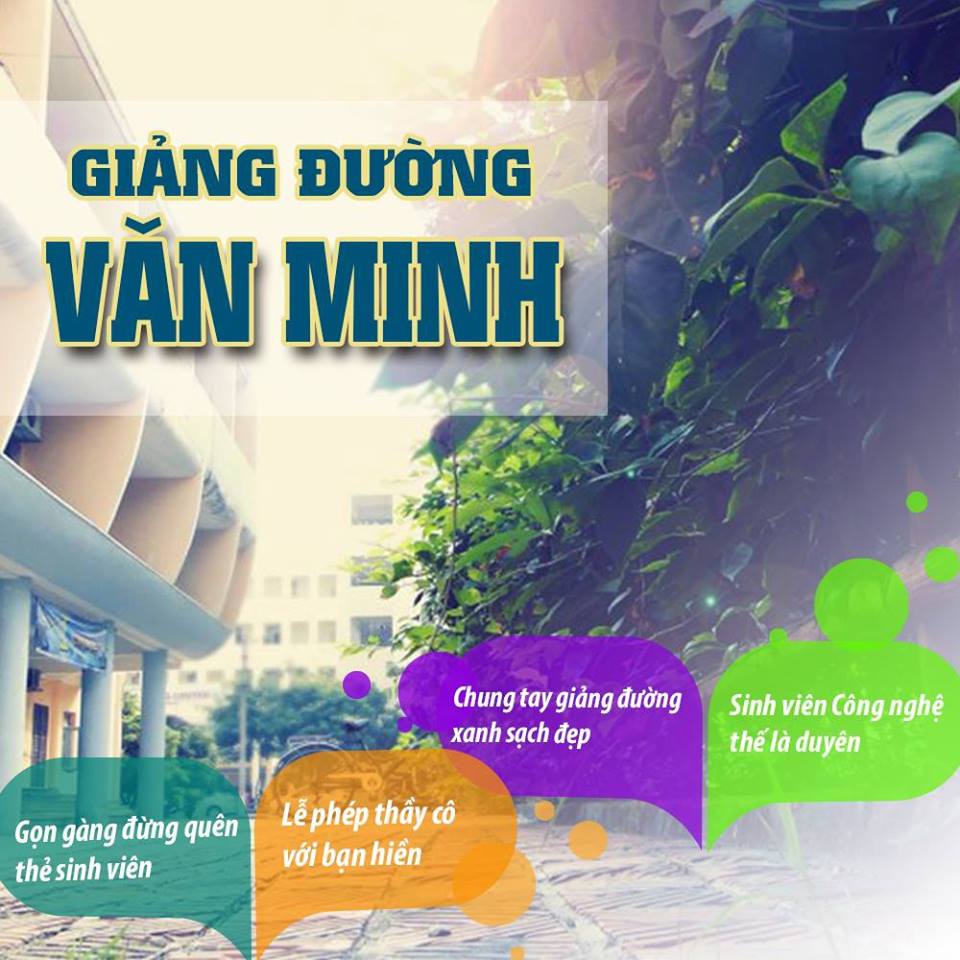 GIẢNG ĐƯỜNG
VĂN MINH
Chung tay giảng đường
xanh sạch đẹp
Sinh viên Công nghệ
thế là duyên
Gọn gàng đừng quên
thẻ sinh viên
Lễ phép thầy cô
với bạn hiền